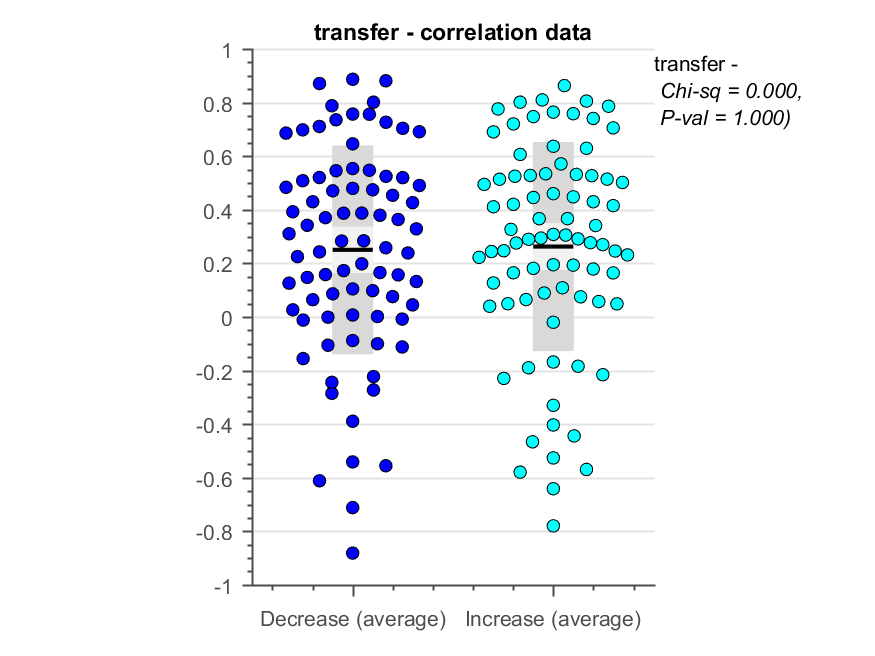 transfer - correlation data
transfer -
Chi-sq = 0.000,
P-val = 1.000)
1
0.8
0.6
0.4
0.2
0
-0.2
-0.4
-0.6
-0.8
-1
Decrease (average) Increase (average)